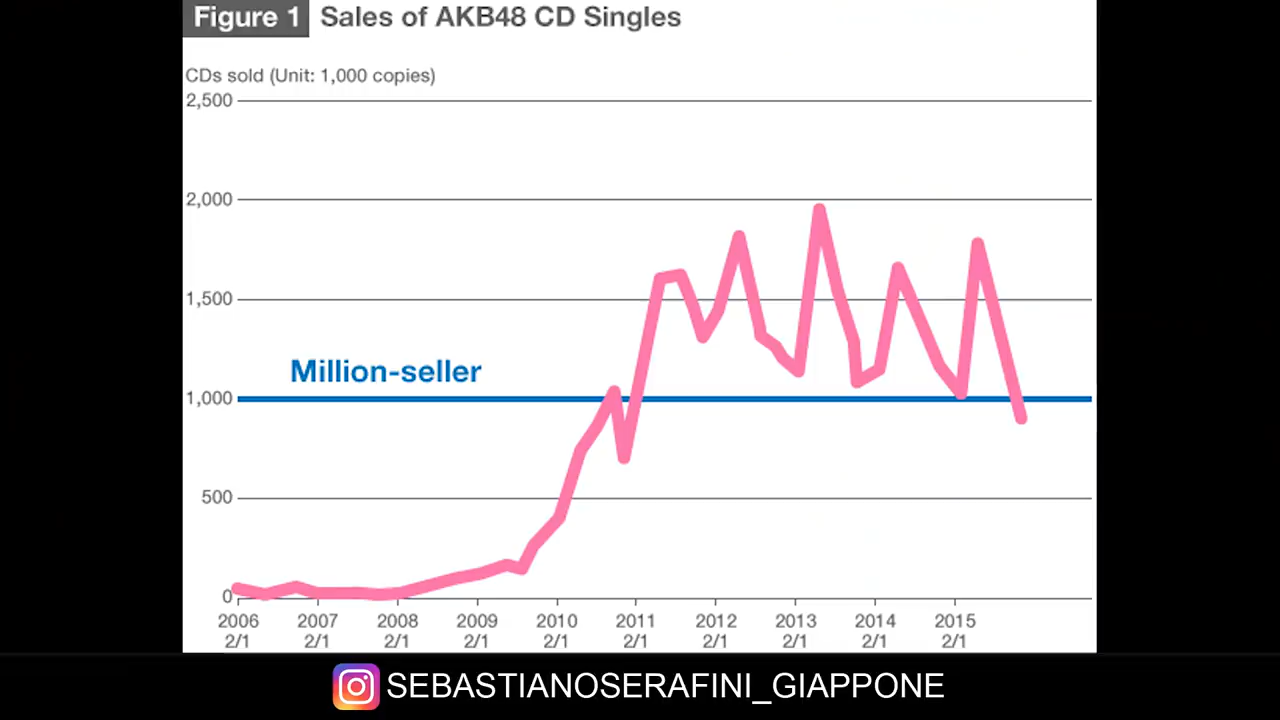 Figure 1 Sales of AKB48 CD Singles
CDs sold (Unit: 1,000 copies)
2,500
2,000
1,500
Million-seller
1,000
500
0
2006 2007 2008 2009 2010 2011 2012 2013 2014 2015
2/1 2/1 2/1 2/1 2/1 2/1 2/1 2/1 2/1 2/1
SEBASTIANOSERAFINI_GIAPPONE